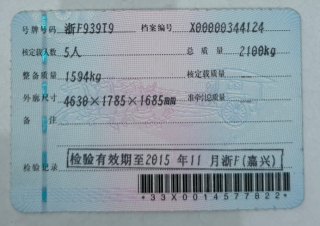 号牌号码 浙F939T9 档案编号 X00000344124
核定载人数 5人 总质量 2100kg
整备质量 1594kg 核定载质量
外廓尺寸 4630×1785×1685mm 准牵引总质量
备注
检验记录 检验有效期至2015年11月浙F(嘉兴)
*33X0014577822*